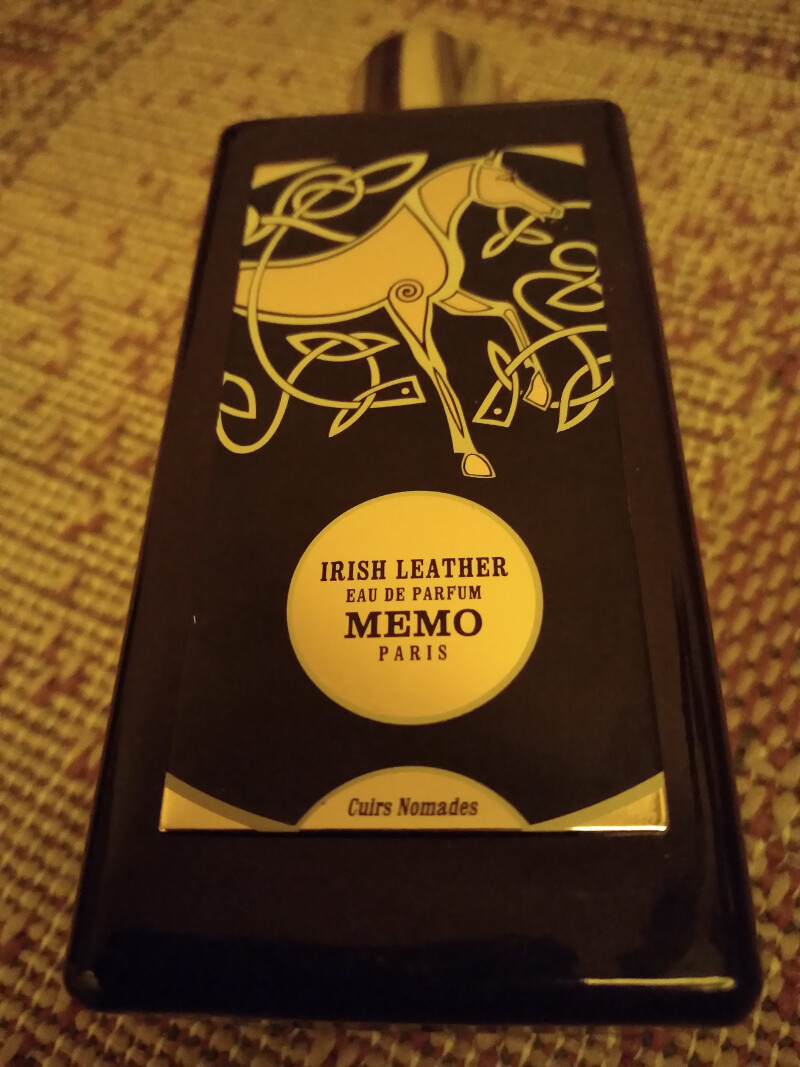 IRISH LEATHER
EAU DE PARFUM
MEMO
PARIS
Cuirs Nomades